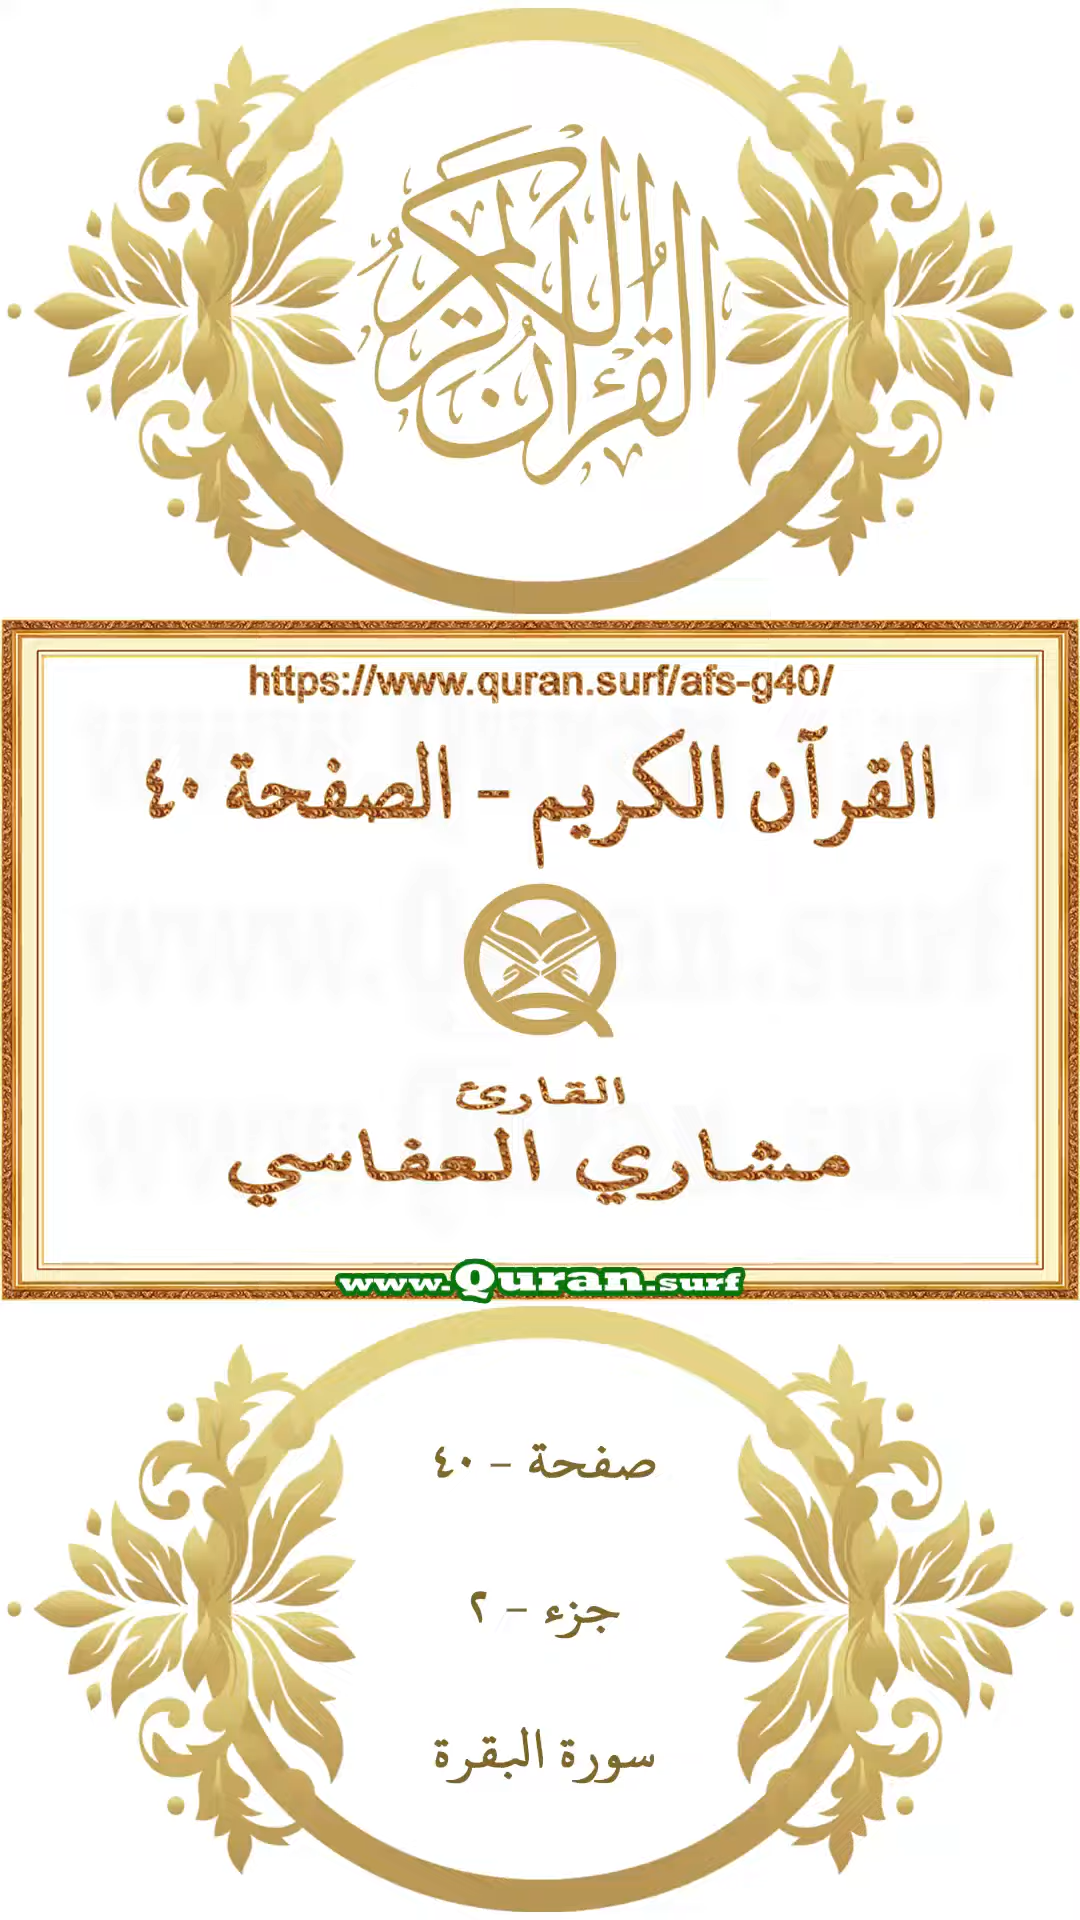 القرآن الكريم
https://www.quran.surf/afs-g40/
القرآن الكريم - الصفحة ٤٠
القارئ
مشاري العفاسي
www.Quran.surf
صفحة - ٤٠
جزء - ٢
سورة البقرة